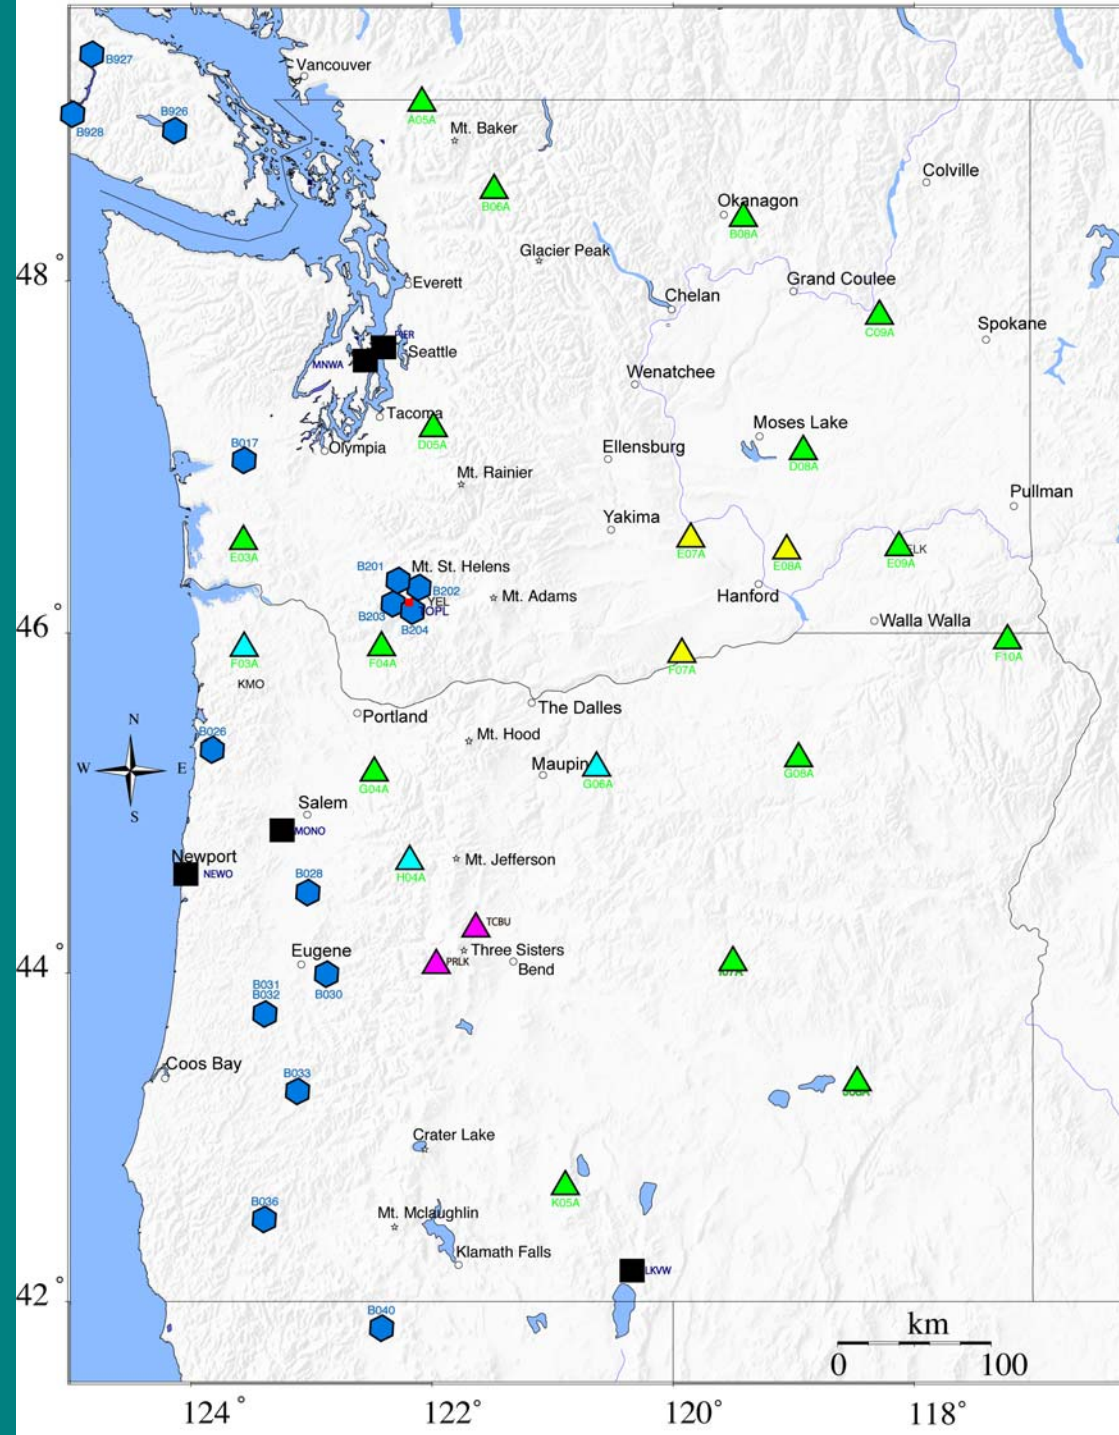 B927
Vancouver
A05A
B928
B926
Mt. Baker
Colville
B06A
Okanagon
B08A
Glacier Peak
48°
Everett
Chelan
Grand Coulee
C09A
Spokane
MNWA
Seattle
Wenatchee
Tacoma
D05A
Moses Lake
B017
Olympia
Ellensburg
D08A
Mt. Rainier
Pullman
Yakima
E03A
E07A
E08A
E09A
B201
Mt. St. Helens
B202
Hanford
Mt. Adams
YEL
46°
B203
B204
Walla Walla
F03A
F04A
F07A
F10A
KMO
The Dalles
Portland
N
B026
Mt. Hood
W
E
Maupin
G04A
G06A
G08A
S
Salem
MONO
Newport
NEWO
Mt. Jefferson
H04A
B028
TCBU
Three Sisters
Eugene
PRLK
Bend
44°
B031
B032
B030
I07A
Coos Bay
B033
Crater Lake
K05A
B036
Mt. Mclaughlin
Klamath Falls
LKVW
42°
B040
km
0 100
124° 122° 120° 118°